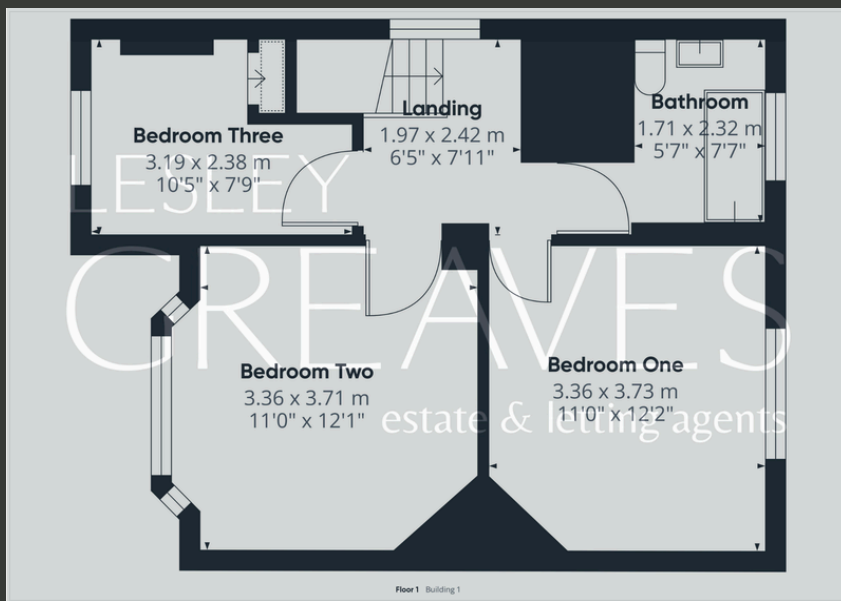 Landing
1.97 x 2.42 m
6'5" x 7'11"
Bathroom
1.71 x 2.32 m
5'7" x 7'7"
Bedroom Three
3.19 x 2.38 m
10'5" x 7'9"
LESLEY
GREAVES
estate & letting agents
Bedroom Two
3.36 x 3.71 m
11'0" x 12'1"
Bedroom One
3.36 x 3.73 m
11'0" x 12'2"
Floor 1 Building 1